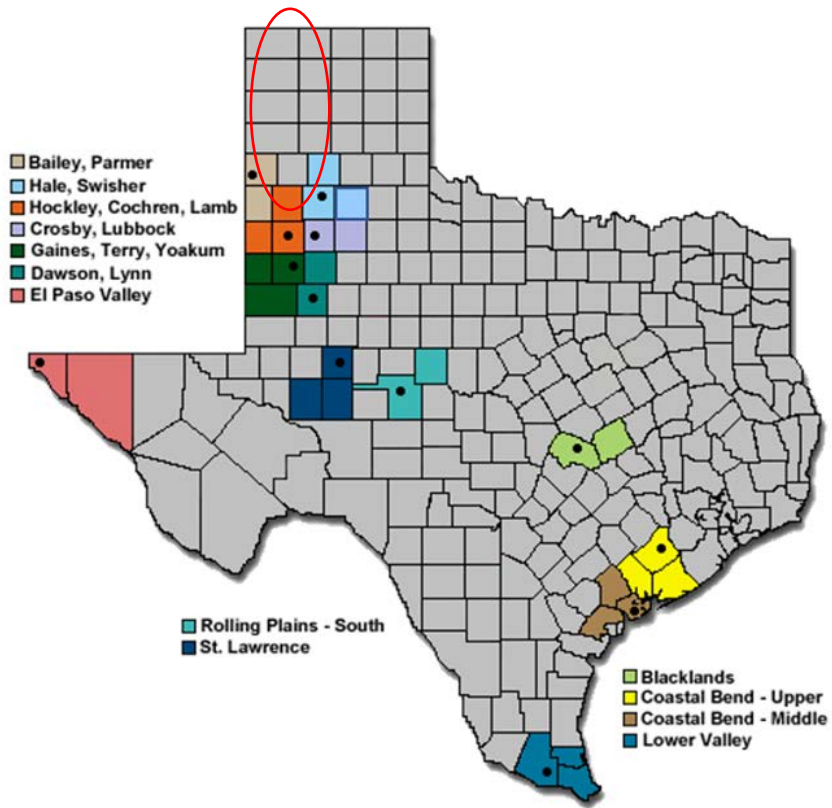 Bailey, Parmer
Hale, Swisher
Hockley, Cochren, Lamb
Crosby, Lubbock
Gaines, Terry, Yoakum
Dawson, Lynn
El Paso Valley
Rolling Plains - South
St. Lawrence
Blacklands
Coastal Bend - Upper
Coastal Bend - Middle
Lower Valley